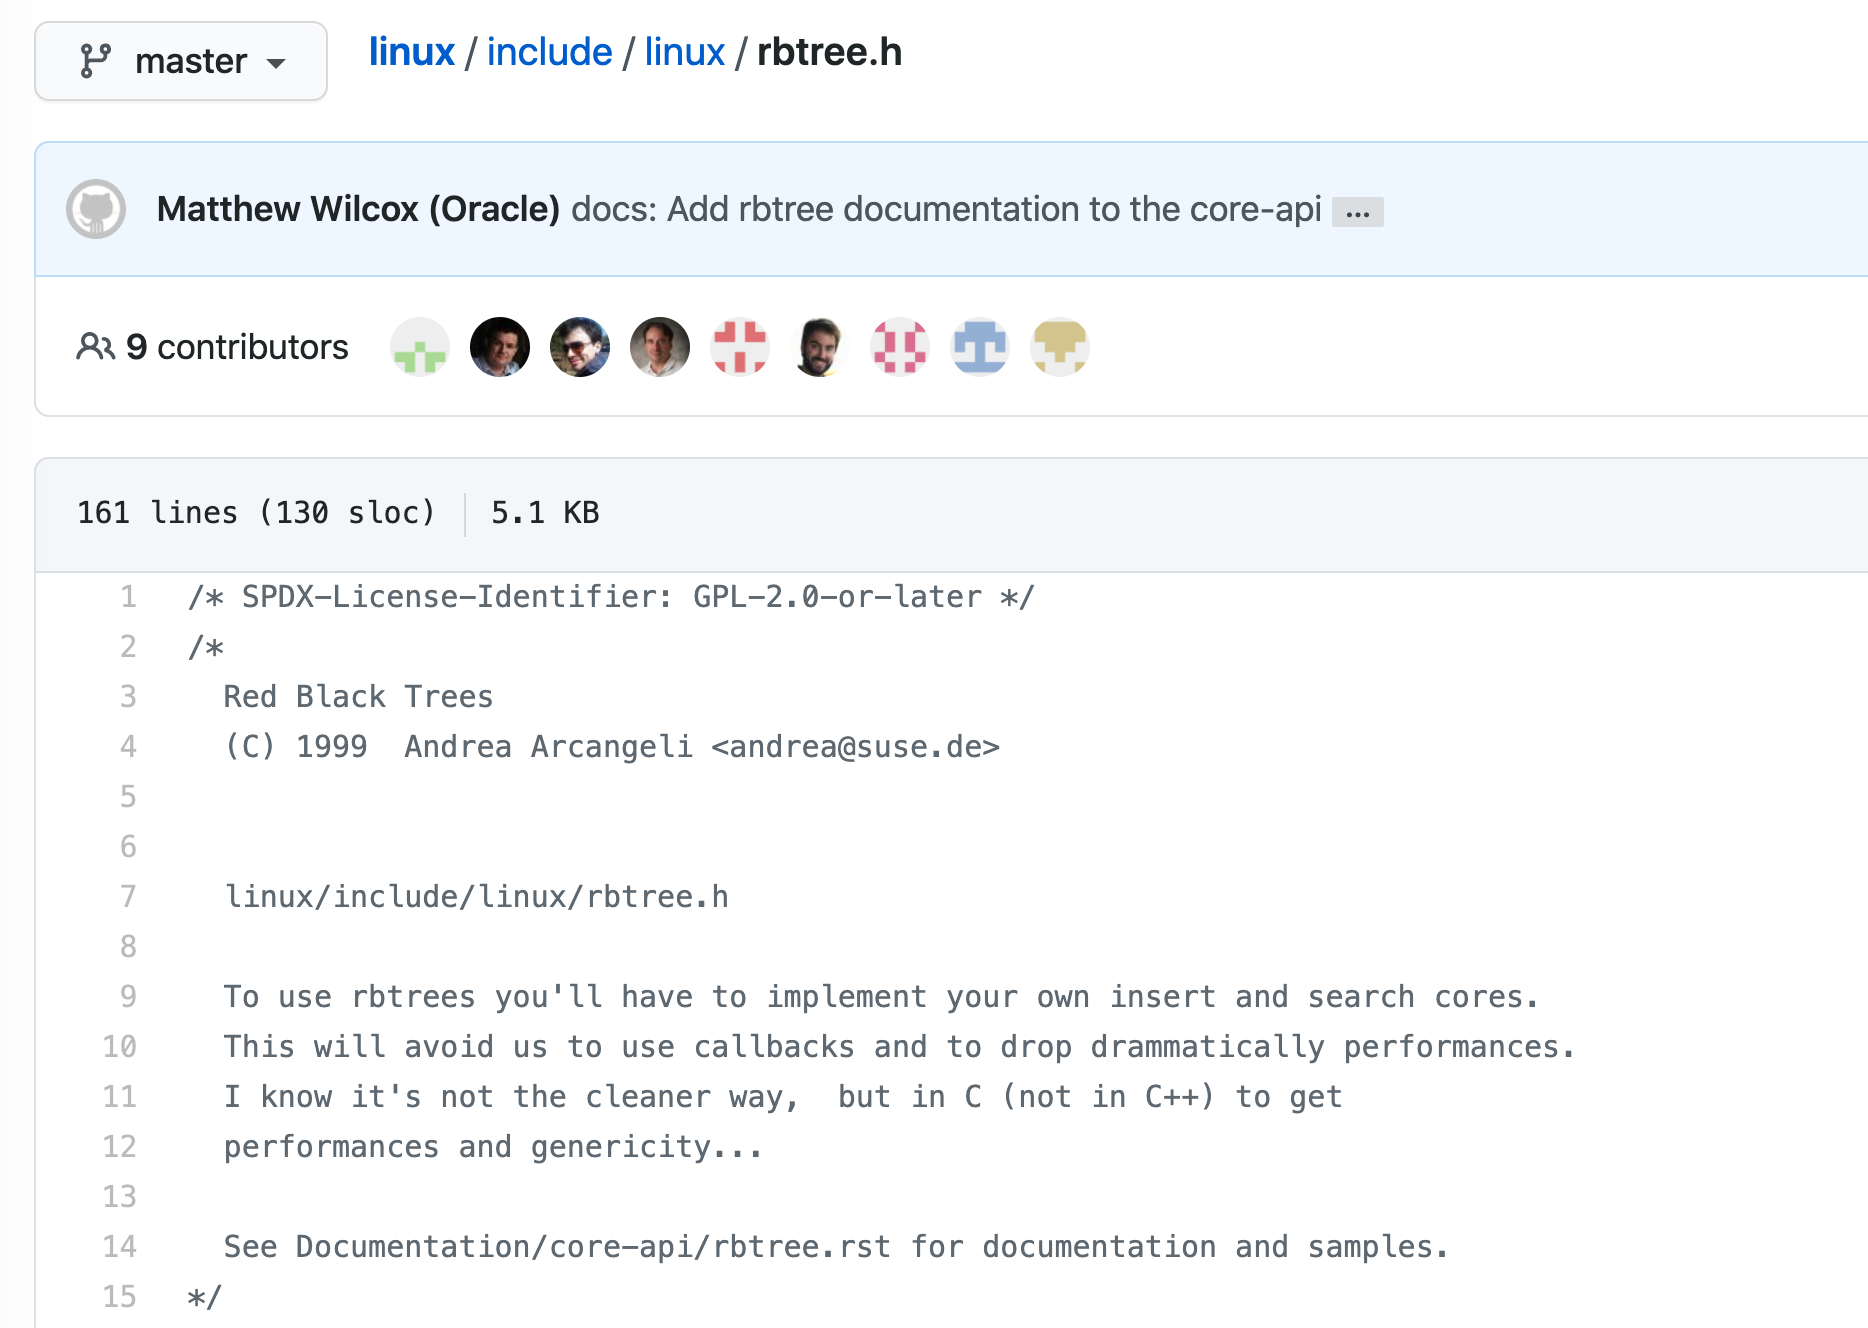 master
linux / include / linux / rbtree.h
Matthew Wilcox (Oracle) docs: Add rbtree documentation to the core-api ...
9 contributors
161 lines (130 sloc) 5.1 KB
1 /* SPDX-License-Identifier: GPL-2.0-or-later */
2 /*
3 Red Black Trees
4 (C) 1999  Andrea Arcangeli <andrea@suse.de>
5
6
7 linux/include/linux/rbtree.h
8
9 To use rbtrees you'll have to implement your own insert and search cores.
10 This will avoid us to use callbacks and to drop drammatically performances.
11 I know it's not the cleaner way,  but in C (not in C++) to get
12 performances and genericity...
13
14 See Documentation/core-api/rbtree.rst for documentation and samples.
15 */